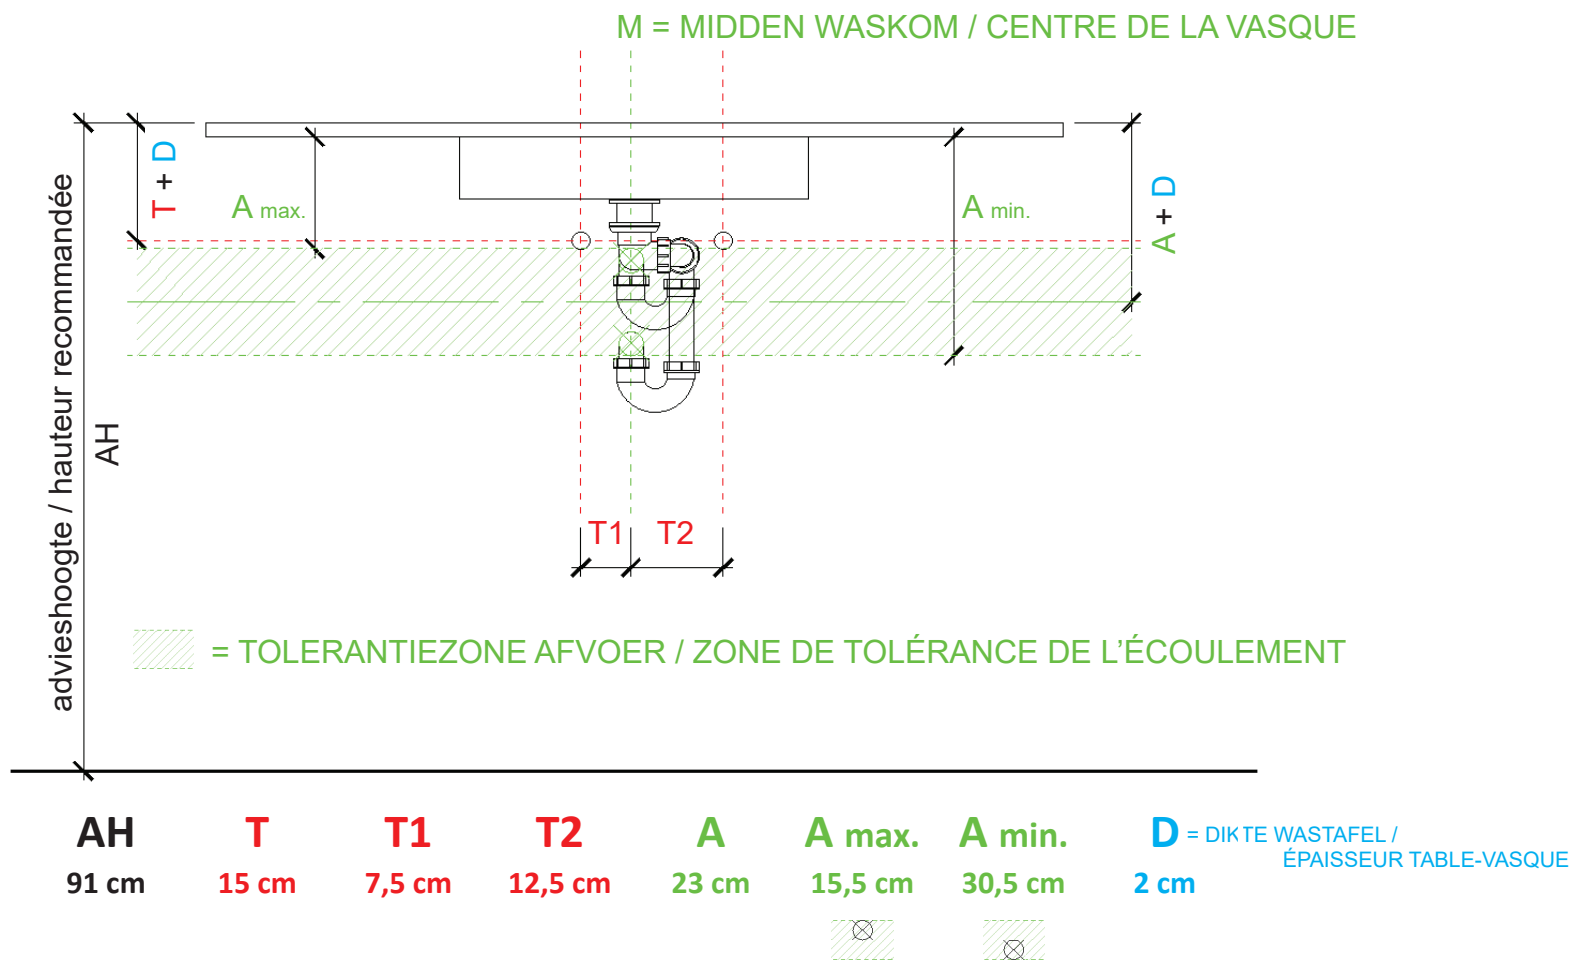 M = MIDDEN WASKOM / CENTRE DE LA VASQUE
advieshoogte / hauteur recommandée
AH
T + D
A max.
A min.
A + D
T1
T2
= TOLERANTIEZONE AFVOER / ZONE DE TOLÉRANCE DE L'ÉCOULEMENT
AH T T1 T2 A A max. A min. D = DIKTE WASTAFEL /
ÉPAISSEUR TABLE-VASQUE
91 cm 15 cm 7,5 cm 12,5 cm 23 cm 15,5 cm 30,5 cm 2 cm